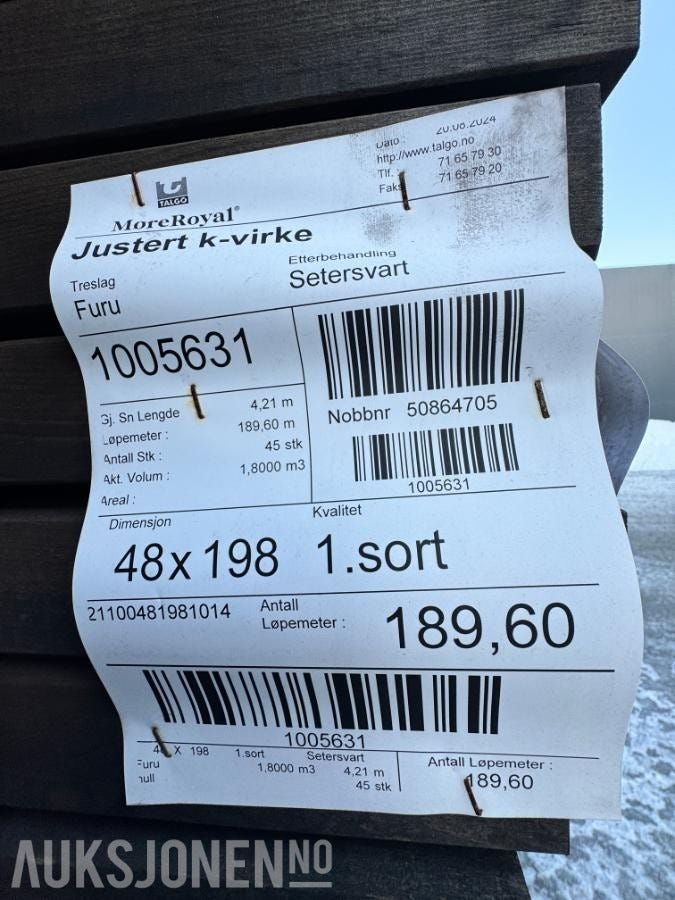 Dato : 20.08.2024
http://www.talgo.no
Tlf. 71 65 79 30
Faks 71 65 79 20
TALGO
MoreRoyal®
Justert k-virke
Treslag
Furu
Etterbehandling
Setersvart
1005631
Nobbnr 50864705
Gj. Sn Lengde 4,21 m
Løpemeter : 189,60 m
Antall Stk : 45 stk
Akt. Volum : 1,8000 m3
Areal :
1005631
Dimensjon
48 x 198
Kvalitet
1.sort
21100481981014
Antall
Løpemeter :
189,60
1005631
X 198 1.sort Setersvart
Furu 1,8000 m3 4,21 m
45 stk
Antall Løpemeter :
189,60
AUKSJONEN NO